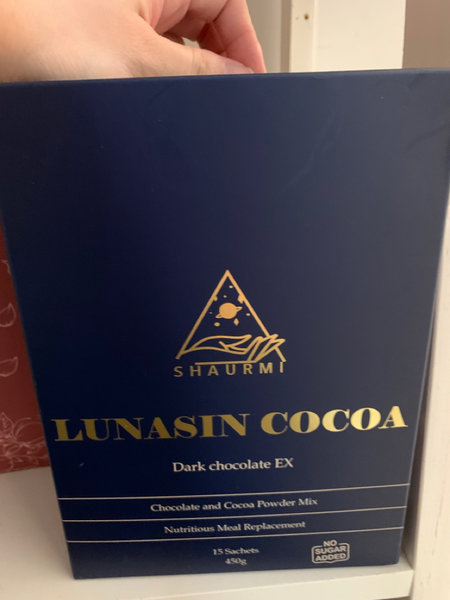 SHAURMI
LUNASIN COCOA
Dark chocolate EX
Chocolate and Cocoa Powder Mix
Nutritious Meal Replacement
15 Sachets
450g
NO
SUGAR
ADDED